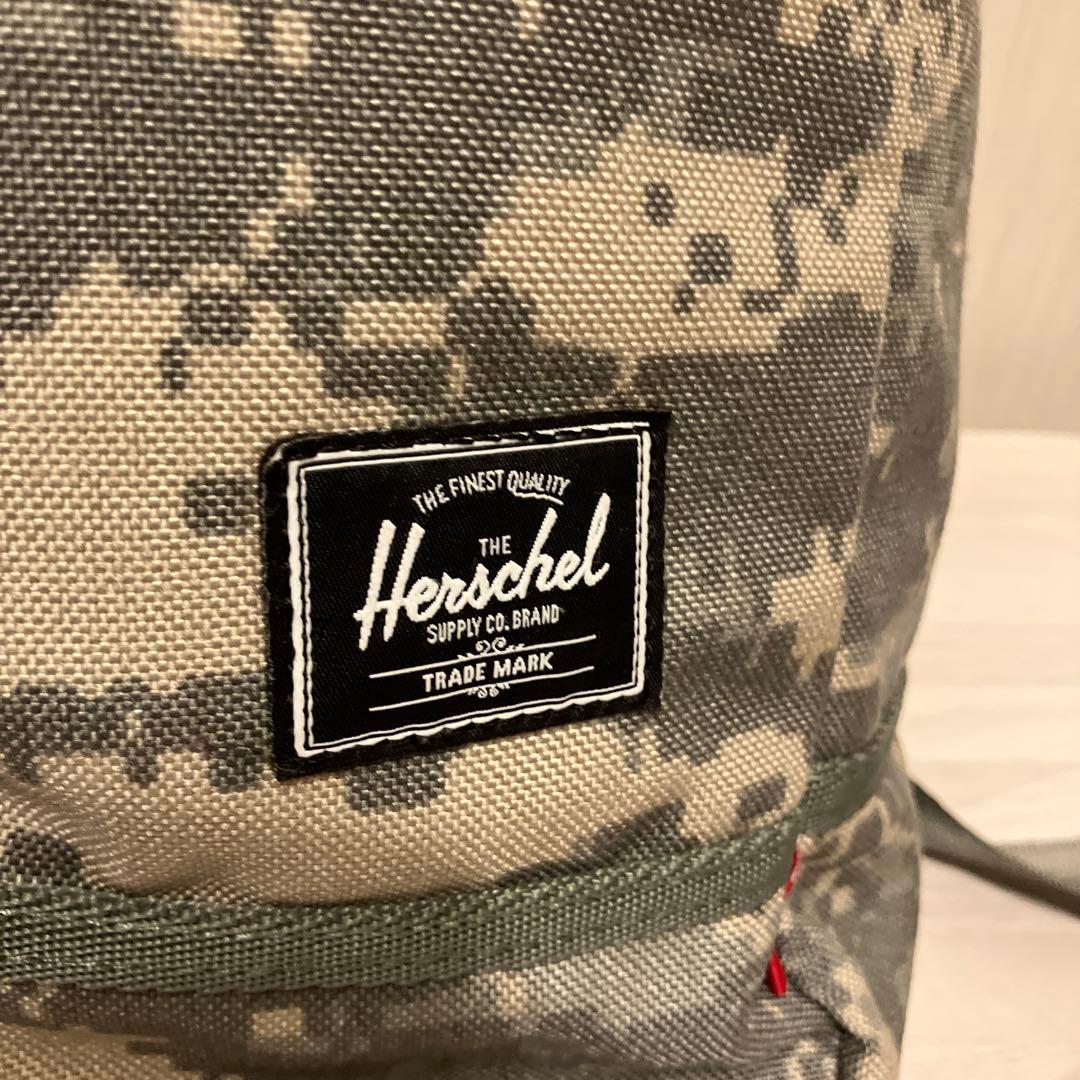 THE FINEST QUALITY
THE
Herschel
SUPPLY CO. BRAND
TRADE MARK